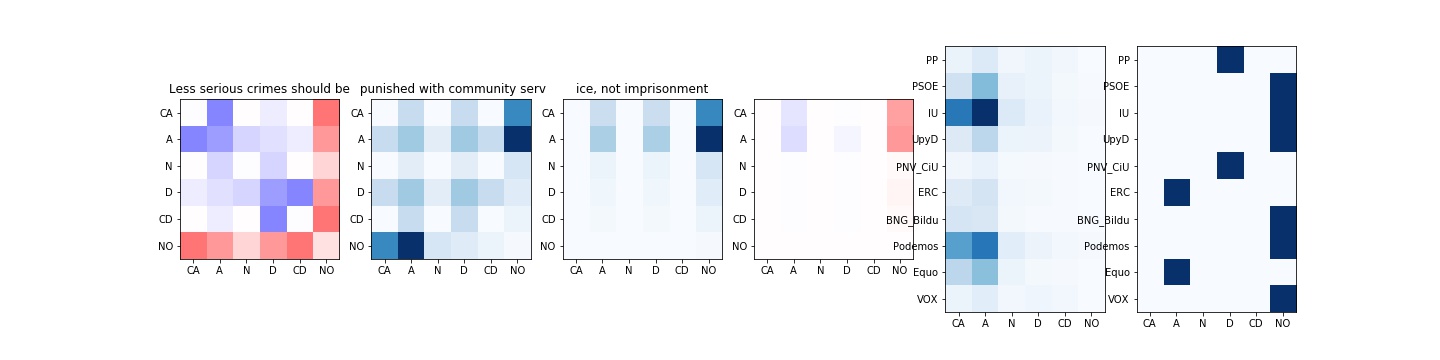 Less serious crimes should be punished with community serv ice, not imprisonment
CA
A
N
D
CD
NO
CA A N D CD NO
CA
A
N
D
CD
NO
CA A N D CD NO
CA
A
N
D
CD
NO
CA A N D CD NO
CA
A
N
D
CD
NO
CA A N D CD NO
PP
PSOE
IU
UpyD
PNV_CiU
ERC
BNG_Bildu
Podemos
Equo
VOX
CA A N D CD NO
PP
PSOE
IU
UpyD
PNV_CiU
ERC
BNG_Bildu
Podemos
Equo
VOX
CA A N D CD NO